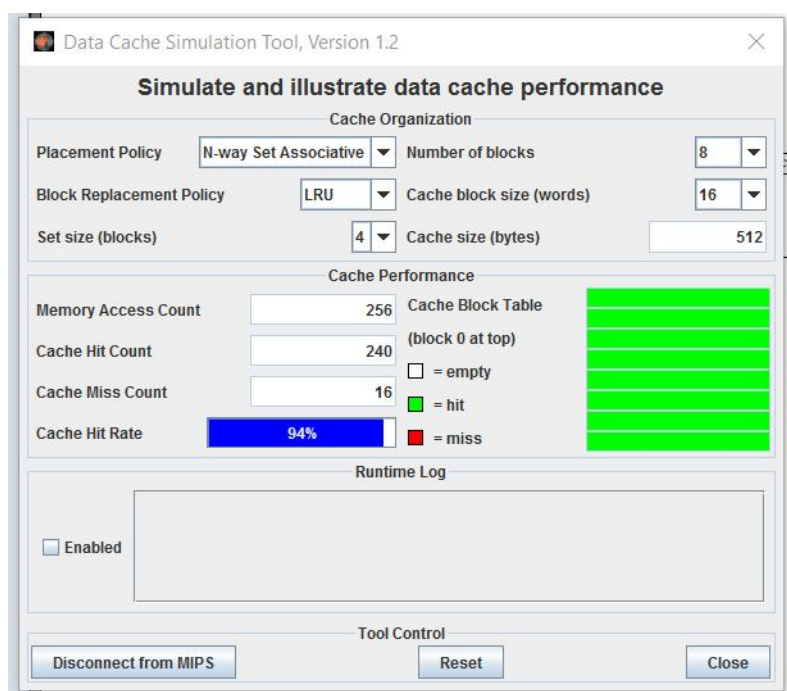 Data Cache Simulation Tool, Version 1.2
Simulate and illustrate data cache performance
Cache Organization
Placement Policy N-way Set Associative Number of blocks 8
Block Replacement Policy LRU Cache block size (words) 16
Set size (blocks) 4 Cache size (bytes) 512
Cache Performance
Memory Access Count 256 Cache Block Table
(block 0 at top)
Cache Hit Count 240
= empty
Cache Miss Count 16
= hit
Cache Hit Rate 94%
= miss
Runtime Log
Enabled
Tool Control
Disconnect from MIPS Reset Close